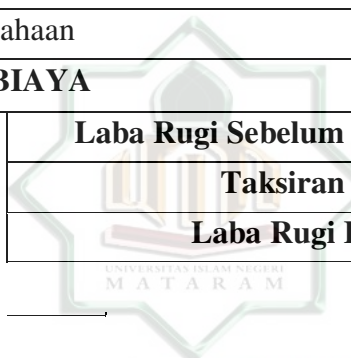 ahaan
BIAYA
Laba Rugi Sebelum
Taksiran
Laba Rugi
UNIVERSITAS ISLAM NEGERI
MATARAM